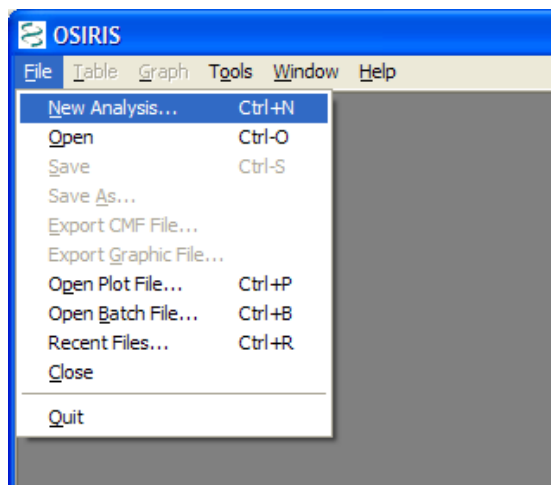 OSIRIS
File Table Graph Tools Window Help
New Analysis... Ctrl+N
Open Ctrl-O
Save Ctrl-S
Save As...
Export CMF File...
Export Graphic File...
Open Plot File... Ctrl+P
Open Batch File... Ctrl+B
Recent Files... Ctrl+R
Close
Quit